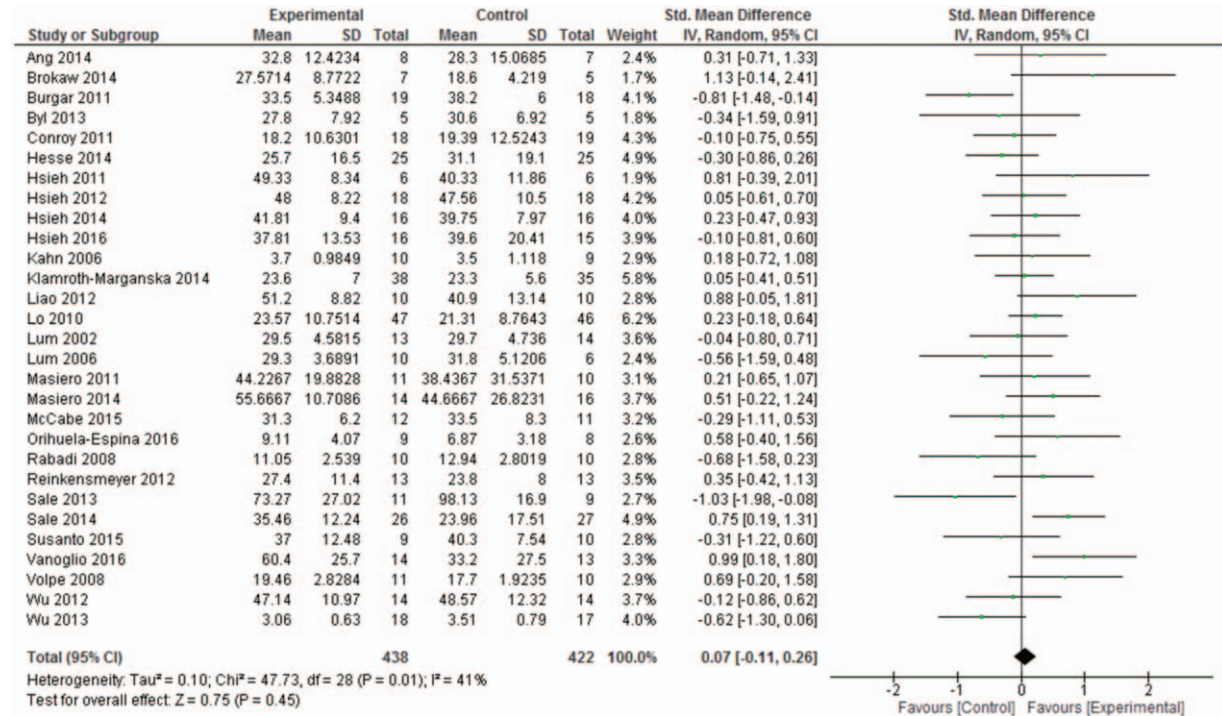 Experimental Control Std. Mean Difference Std. Mean Difference
Study or Subgroup Mean SD Total Mean SD Total Weight IV, Random, 95% CI IV, Random, 95% CI
Ang 2014 32.8 12.4234 8 28.3 15.0685 7 2.4% 0.31 [-0.71, 1.33]
Brokaw 2014 27.5714 8.7722 7 18.6 4.219 5 1.7% 1.13 [-0.14, 2.41]
Burgar 2011 33.5 5.3488 19 38.2 6 18 4.1% -0.81 [-1.48, -0.14]
Byl 2013 27.8 7.92 5 30.6 6.92 5 1.8% -0.34 [-1.59, 0.91]
Conroy 2011 18.2 10.6301 18 19.39 12.5243 19 4.3% -0.10 [-0.75, 0.55]
Hesse 2014 25.7 16.5 25 31.1 19.1 25 4.9% -0.30 [-0.86, 0.26]
Hsieh 2011 49.33 8.34 6 40.33 11.86 6 1.9% 0.81 [-0.39, 2.01]
Hsieh 2012 48 8.22 18 47.56 10.5 18 4.2% 0.05 [-0.61, 0.70]
Hsieh 2014 41.81 9.4 16 39.75 7.97 16 4.0% 0.23 [-0.47, 0.93]
Hsieh 2016 37.81 13.53 16 39.6 20.41 15 3.9% -0.10 [-0.81, 0.60]
Kahn 2006 3.7 0.9849 10 3.5 1.118 9 2.9% 0.18 [-0.72, 1.08]
Klamroth-Marganska 2014 23.6 7 38 23.3 5.6 35 5.8% 0.05 [-0.41, 0.51]
Liao 2012 51.2 8.82 10 40.9 13.14 10 2.8% 0.88 [-0.05, 1.81]
Lo 2010 23.57 10.7514 47 21.31 8.7643 46 6.2% 0.23 [-0.18, 0.64]
Lum 2002 29.5 4.5815 13 29.7 4.736 14 3.6% -0.04 [-0.80, 0.71]
Lum 2006 29.3 3.6891 10 31.8 5.1206 6 2.4% -0.56 [-1.59, 0.48]
Masiero 2011 44.2267 19.8828 11 38.4367 31.5371 10 3.1% 0.21 [-0.65, 1.07]
Masiero 2014 55.6667 10.7086 14 44.6667 26.8231 16 3.7% 0.51 [-0.22, 1.24]
McCabe 2015 31.3 6.2 12 33.5 8.3 11 3.2% -0.29 [-1.11, 0.53]
Orihuela-Espina 2016 9.11 4.07 9 6.87 3.18 8 2.6% 0.58 [-0.40, 1.56]
Rabadi 2008 11.05 2.539 10 12.94 2.8019 10 2.9% -0.68 [-1.58, 0.23]
Reinkensmeyer 2012 27.4 11.4 13 23.8 8 13 3.5% 0.35 [-0.42, 1.13]
Sale 2013 73.27 27.02 11 98.13 16.9 9 2.7% -1.03 [-1.98, -0.08]
Sale 2014 35.46 12.24 26 23.96 17.51 27 4.9% 0.75 [0.19, 1.31]
Susanto 2015 37 12.48 9 40.3 7.54 10 2.8% -0.31 [-1.22, 0.60]
Vanoglio 2016 60.4 25.7 14 33.2 27.5 13 3.3% 0.99 [0.18, 1.80]
Volpe 2008 19.46 2.8284 11 17.7 1.9235 10 2.9% 0.69 [-0.20, 1.58]
Wu 2012 47.14 10.97 14 48.57 12.32 14 3.7% -0.12 [-0.86, 0.62]
Wu 2013 3.06 0.63 18 3.51 0.79 17 4.0% -0.62 [-1.30, 0.06]
Total (95% CI) 438 422 100.0% 0.07 [-0.11, 0.26]
Heterogeneity: Tau² = 0.10; Chi² = 47.73, df = 28 (P = 0.01); I² = 41%
Test for overall effect: Z = 0.75 (P = 0.45)
-2 -1 0 1 2
Favours [Control] Favours [Experimental]